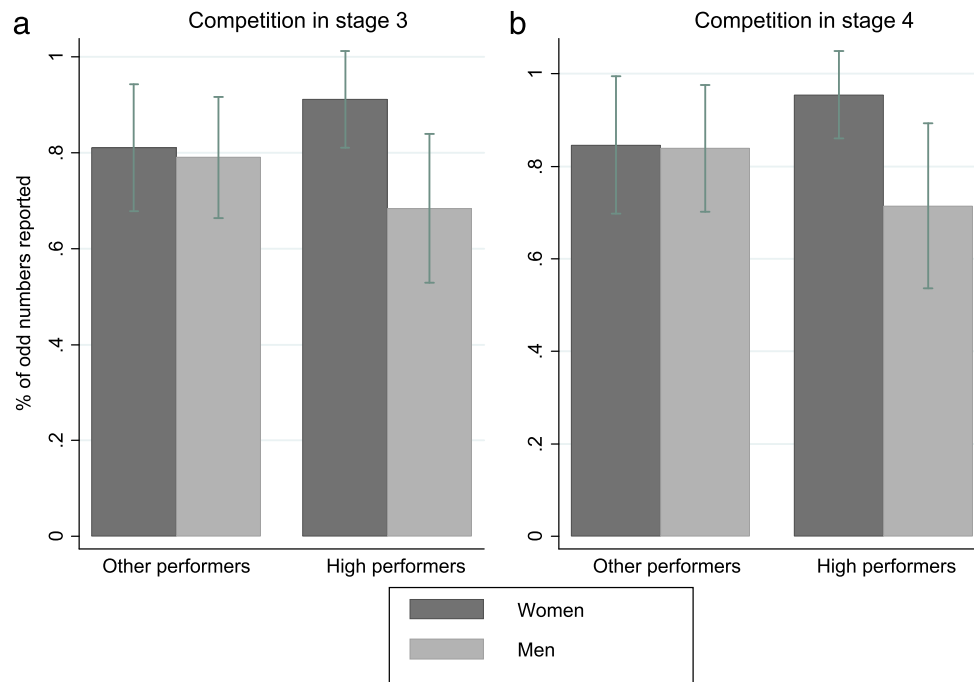 a
Competition in stage 3
% of odd numbers reported
1
.8
.6
.4
.2
0
Other performers
High performers
b
Competition in stage 4
1
.8
.6
.4
.2
0
Other performers
High performers
Women
Men